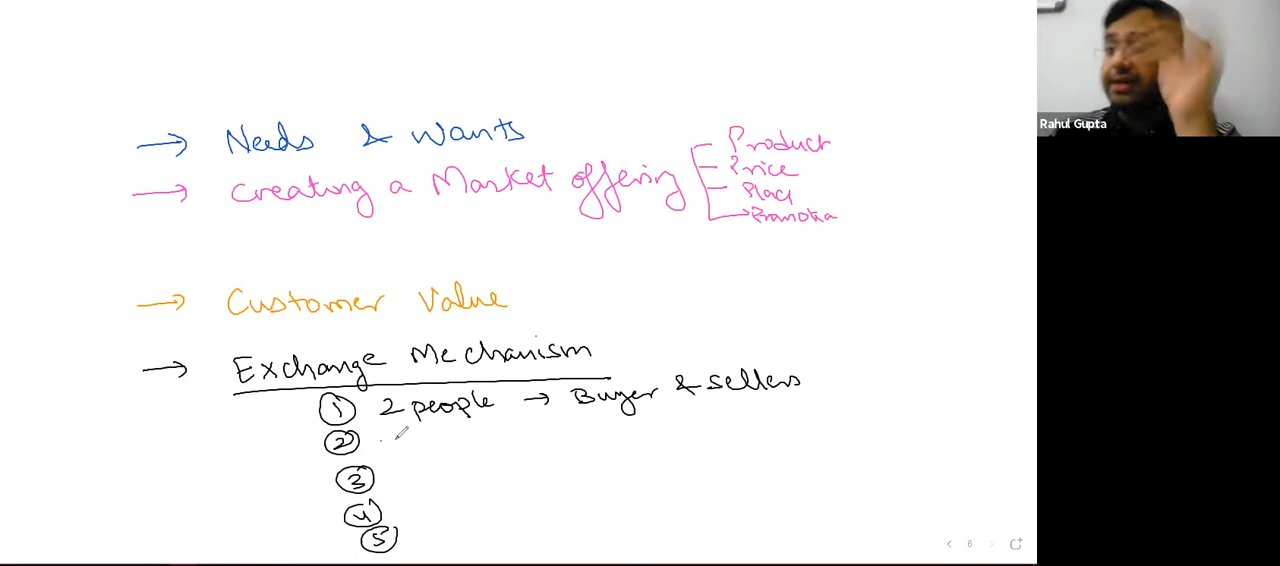 → Needs & Wants
→ Creating a Market offering
Product
Price
Place
Promotion
→ Customer Value
→ Exchange Mechanism
① 2 people → Buyer & sellers
②
③
④
⑤
Rahul Gupta
6